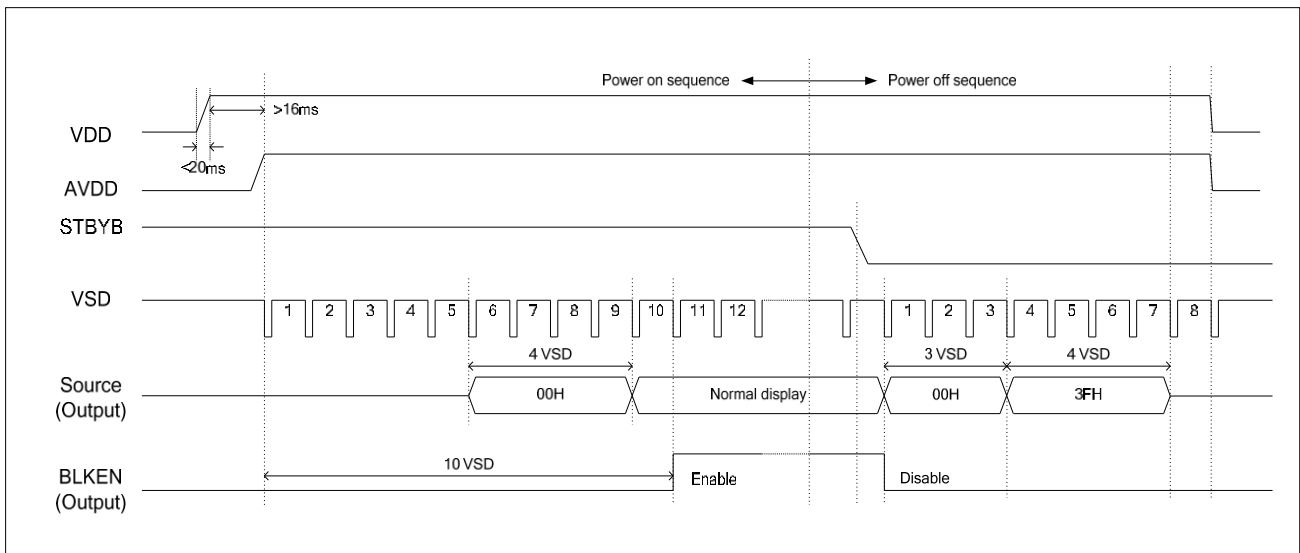 Power on sequence
Power off sequence
>16ms
VDD
<20ms
AVDD
STBYB
VSD
1 2 3 4 5 6 7 8 9 10 11 12 1 2 3 4 5 6 7 8
4 VSD 3 VSD 4 VSD
Source
(Output)
00H Normal display 00H 3FH
10 VSD
BLKEN
(Output)
Enable Disable